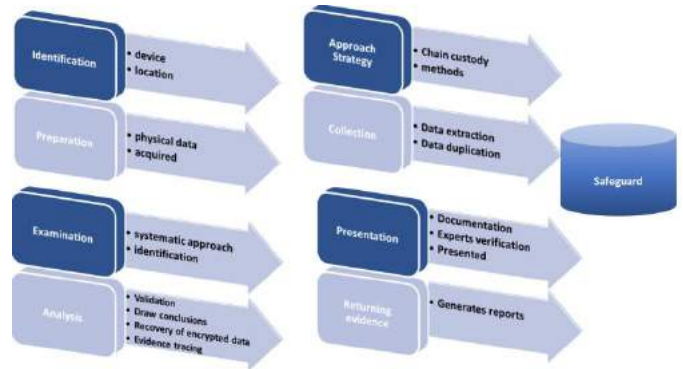 Identification
• device
• location
Preparation
• physical data
• acquired
Approach
Strategy
• Chain custody
• methods
Collection
• Data extraction
• Data duplication
Safeguard
Examination
• systematic approach
• identification
Analysis
• Validation
• Draw conclusions
• Recovery of encrypted data
• Evidence tracing
Presentation
• Documentation
• Experts verification
• Presented
Returning
evidence
• Generates reports